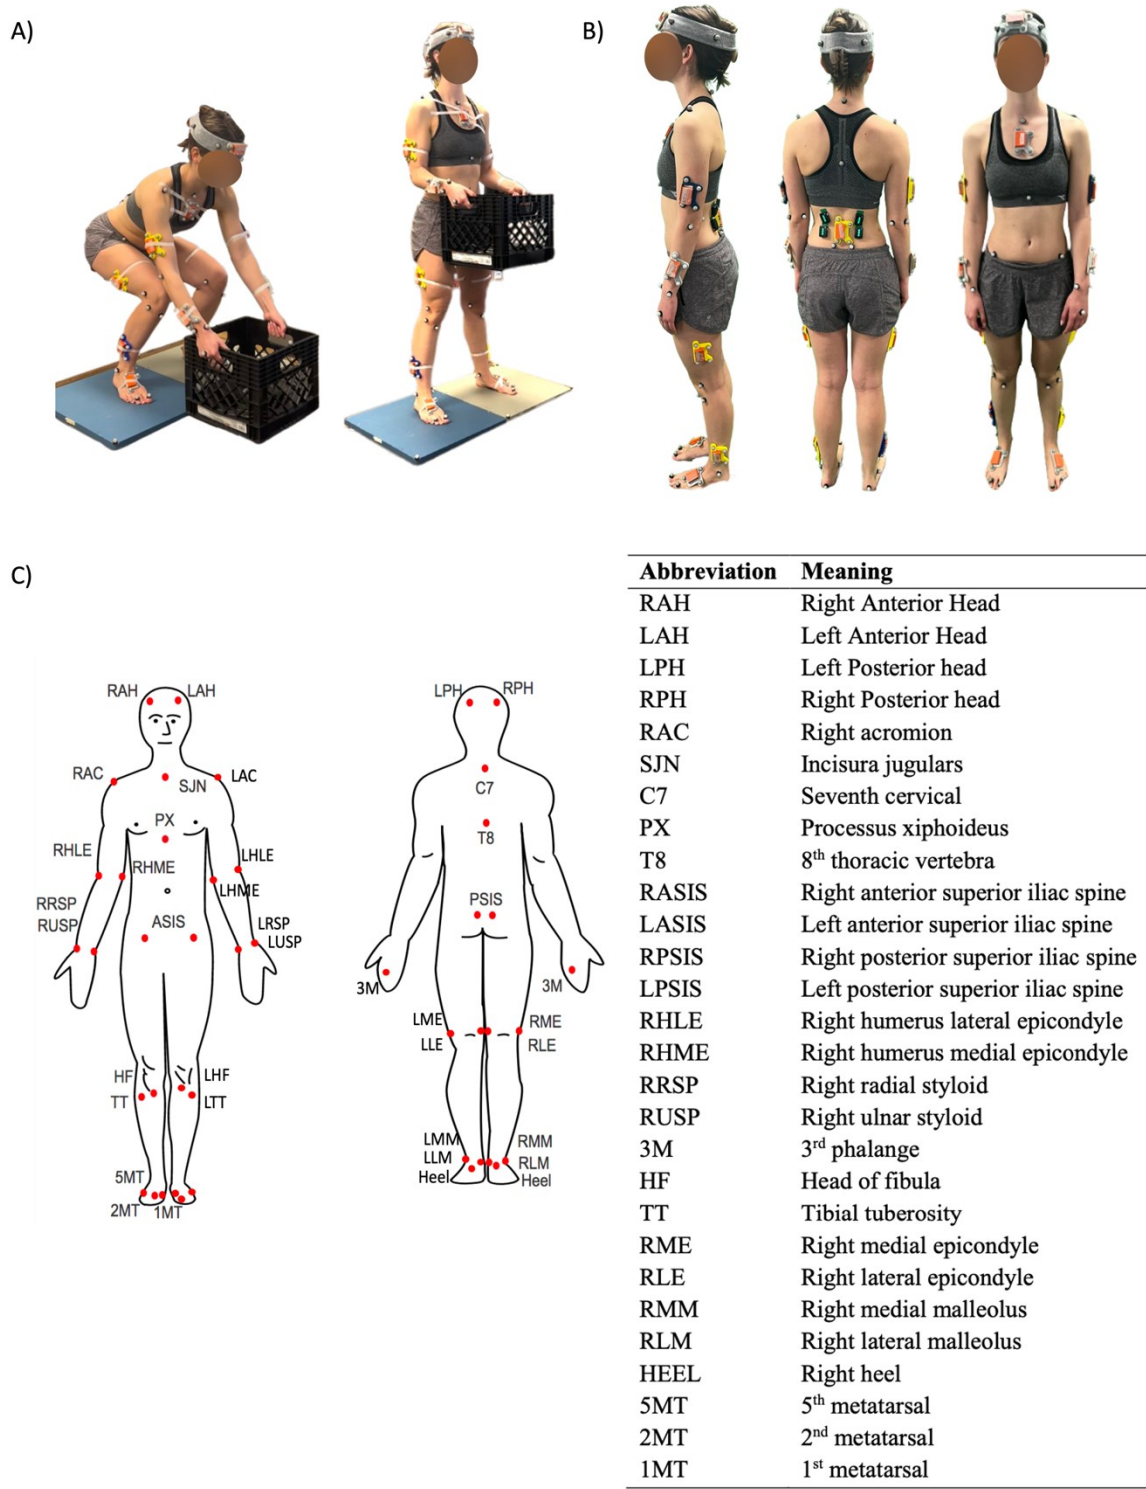 A)
B)
C)
RAH LAH
RAC
SJN
LAC
PX
RHLE
RHME
LHLE
LHME
RRSP
RUSP
ASIS
LRSP
LUSP
HF
TT
LHF
LTT
5MT
2MT 1MT
LPH RPH
C7
T8
PSIS
3M
3M
LME
LLE
RME
RLE
LMM
LLM
Heel
RMM
RLM
Heel
Abbreviation Meaning
RAH Right Anterior Head
LAH Left Anterior Head
LPH Left Posterior head
RPH Right Posterior head
RAC Right acromion
SJN Incisura jugulars
C7 Seventh cervical
PX Processus xiphoideus
T8 8th thoracic vertebra
RASIS Right anterior superior iliac spine
LASIS Left anterior superior iliac spine
RPSIS Right posterior superior iliac spine
LPSIS Left posterior superior iliac spine
RHLE Right humerus lateral epicondyle
RHME Right humerus medial epicondyle
RRSP Right radial styloid
RUSP Right ulnar styloid
3M 3rd phalange
HF Head of fibula
TT Tibial tuberosity
RME Right medial epicondyle
RLE Right lateral epicondyle
RMM Right medial malleolus
RLM Right lateral malleolus
HEEL Right heel
5MT 5th metatarsal
2MT 2nd metatarsal
1MT 1st metatarsal